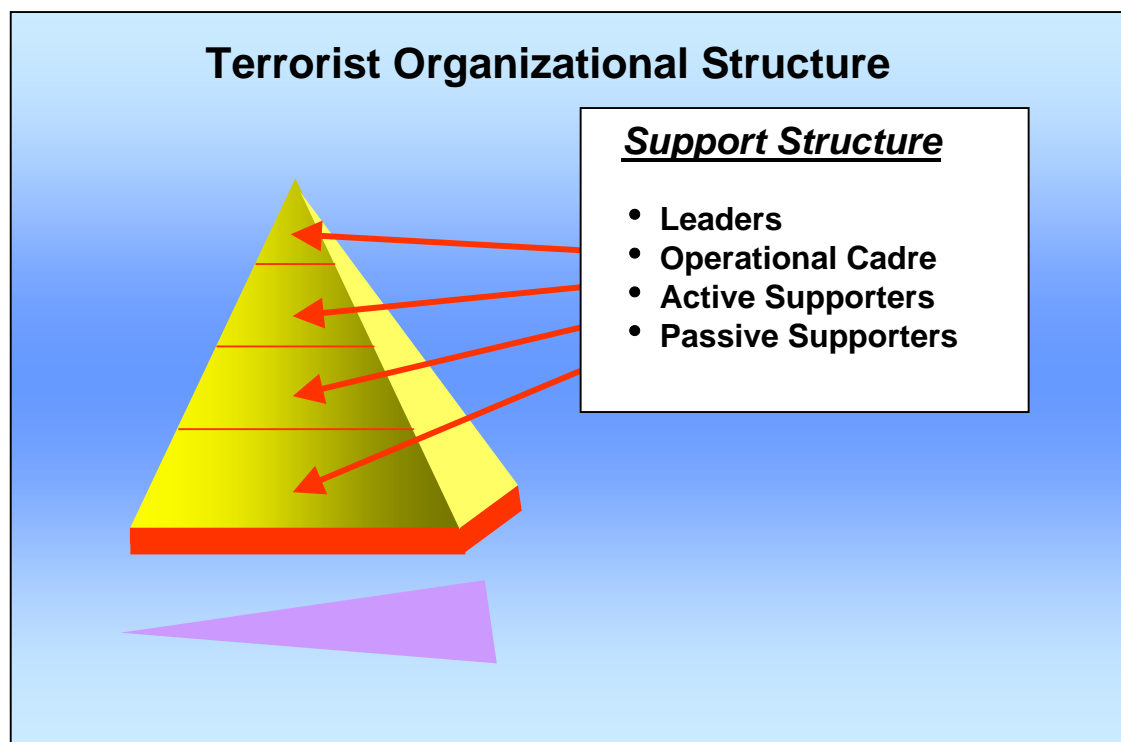 Terrorist Organizational Structure
Support Structure
• Leaders
• Operational Cadre
• Active Supporters
• Passive Supporters